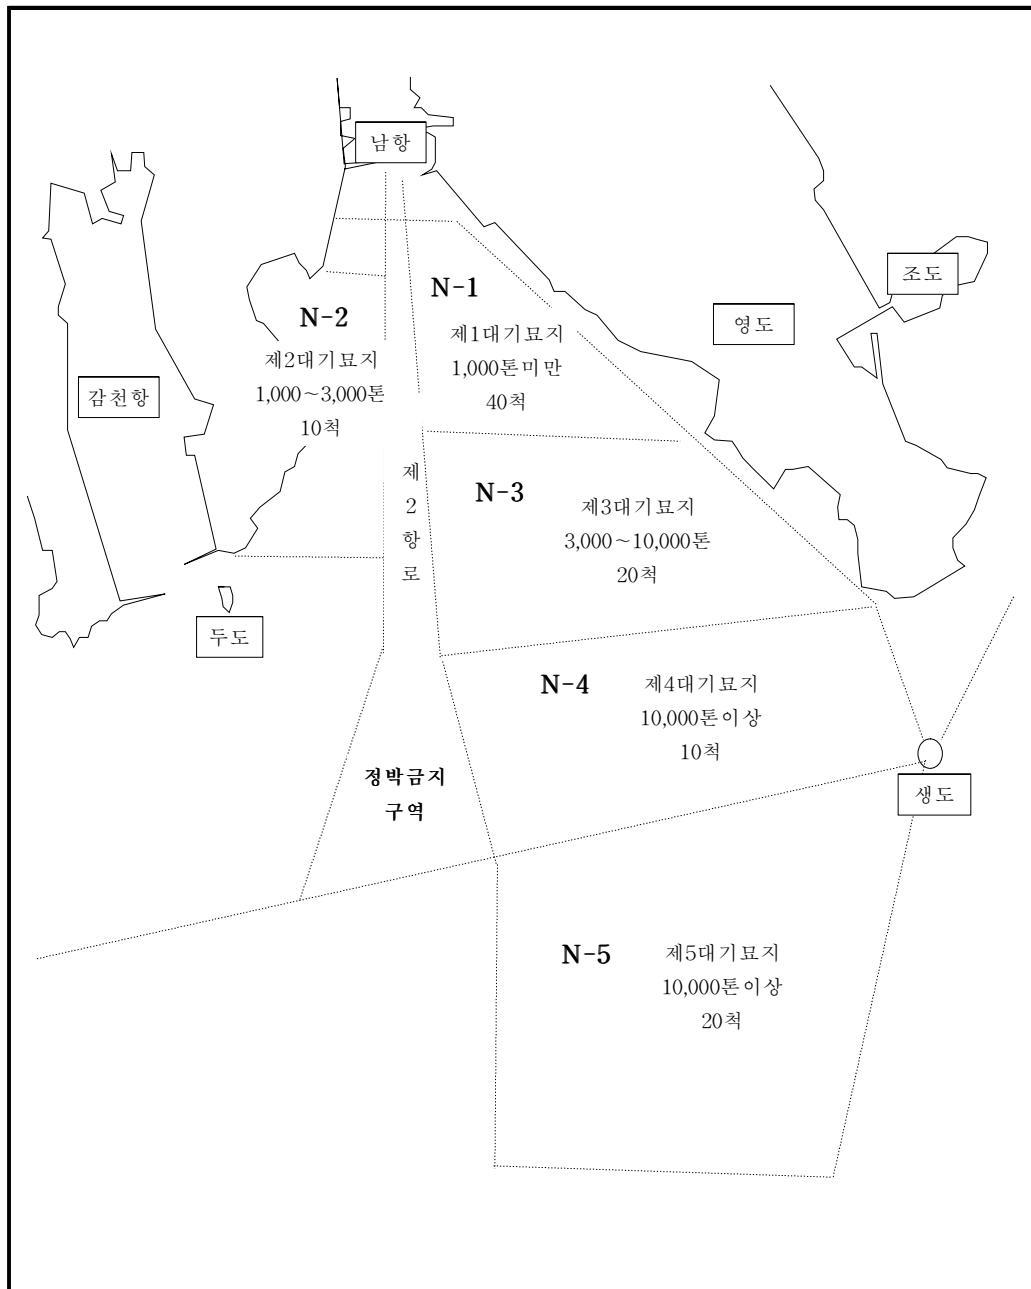 남항
조도
N-1
영도
N-2
제1대기묘지
1,000톤미만
40척
제2대기묘지
1,000~3,000톤
10척
감천항
제
2
항
로
N-3
제3대기묘지
3,000~10,000톤
20척
두도
N-4
제4대기묘지
10,000톤이상
10척
정박금지
구역
생도
N-5
제5대기묘지
10,000톤이상
20척